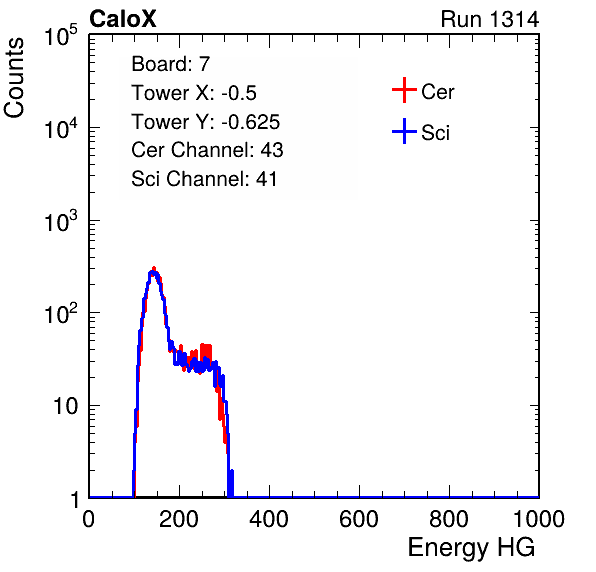 CaloX Run 1314
Counts
Board: 7
Tower X: -0.5
Tower Y: -0.625
Cer Channel: 43
Sci Channel: 41
Cer
Sci
10^5
10^4
10^3
10^2
10
1
0 200 400 600 800 1000
Energy HG